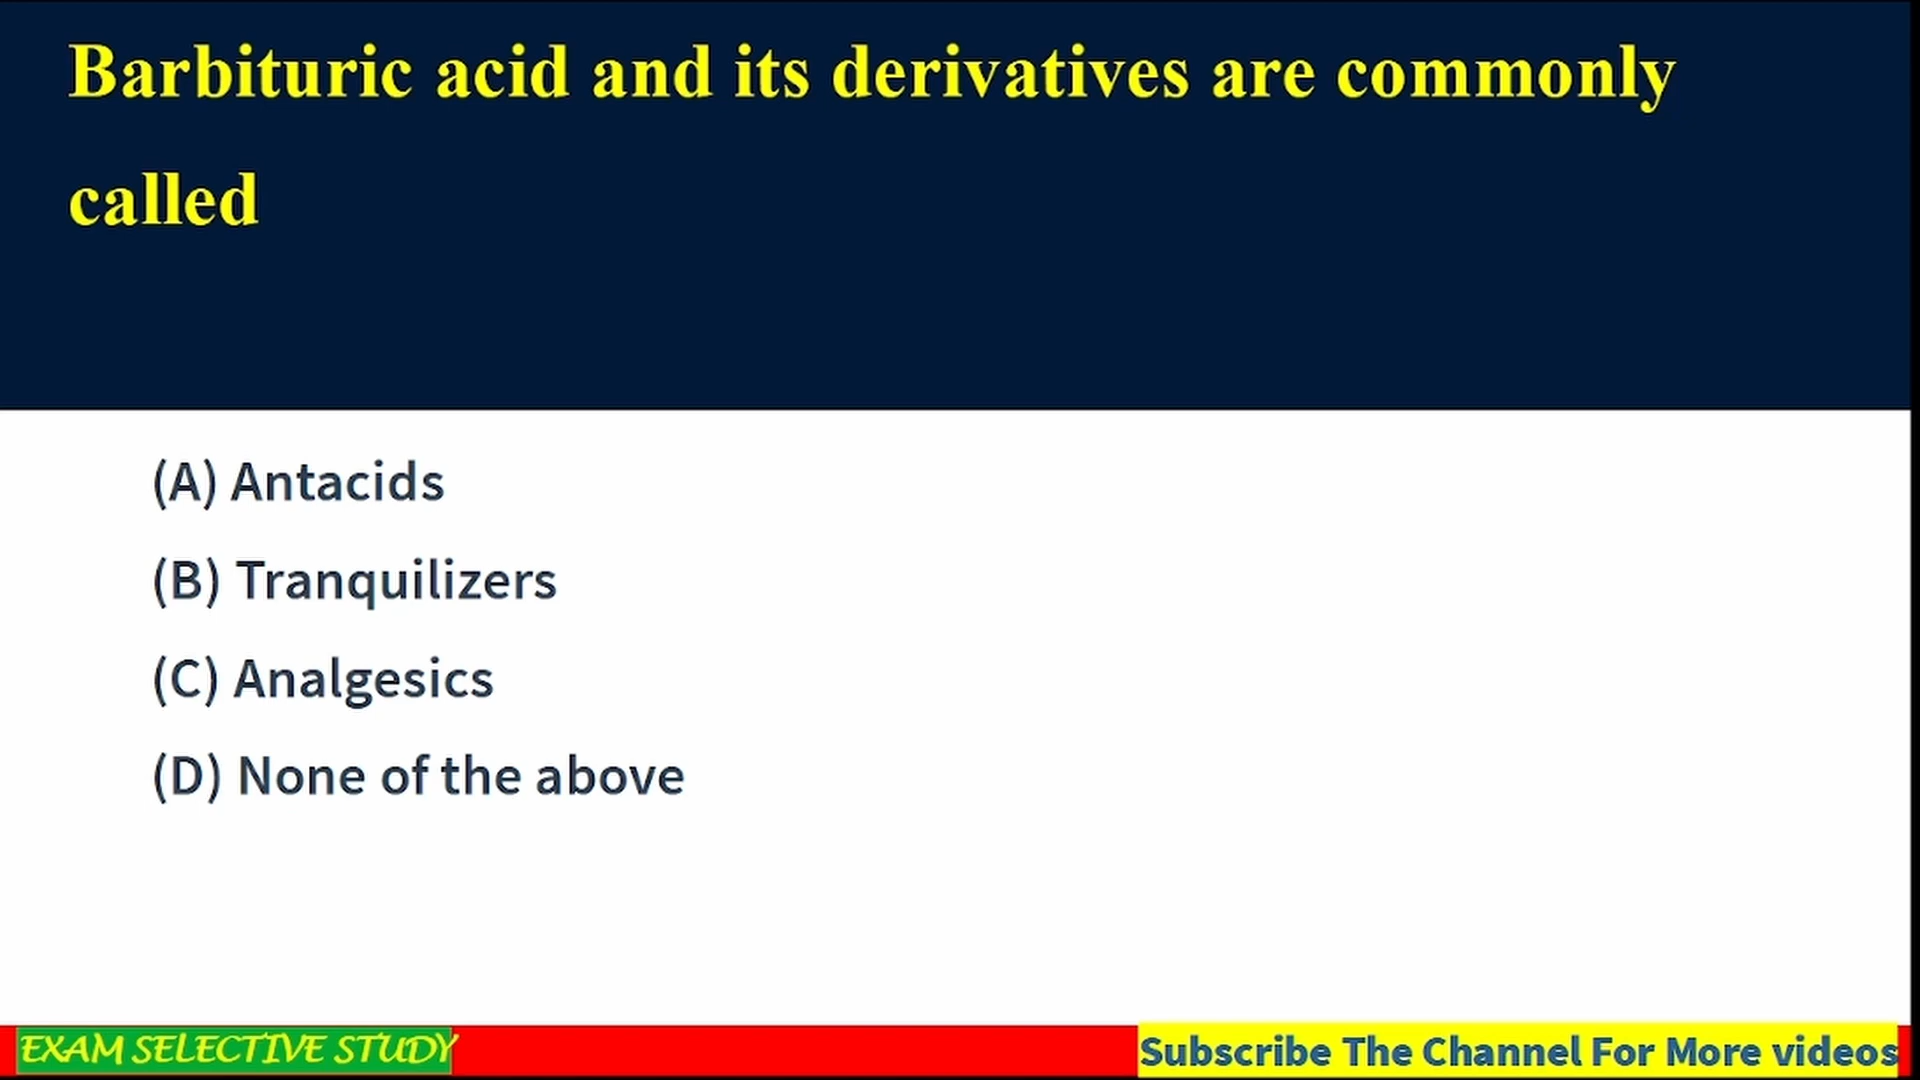 Barbituric acid and its derivatives are commonly
called
(A) Antacids
(B) Tranquilizers
(C) Analgesics
(D) None of the above
EXAM SELECTIVE STUDY
Subscribe The Channel For More videos